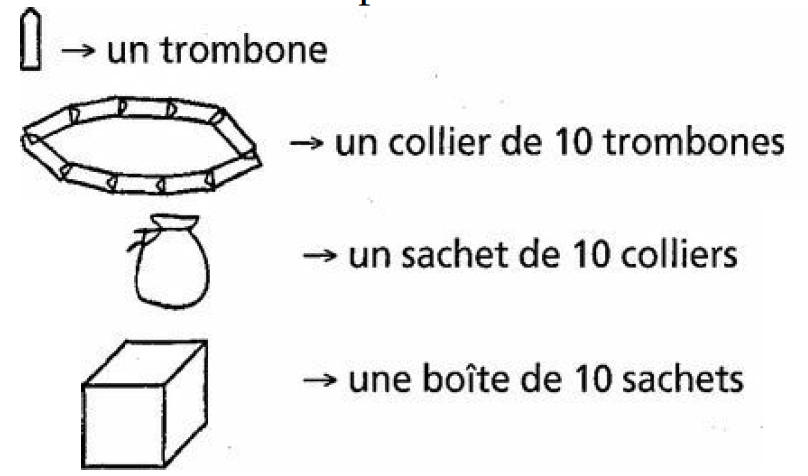 → un trombone
→ un collier de 10 trombones
→ un sachet de 10 colliers
→ une boîte de 10 sachets